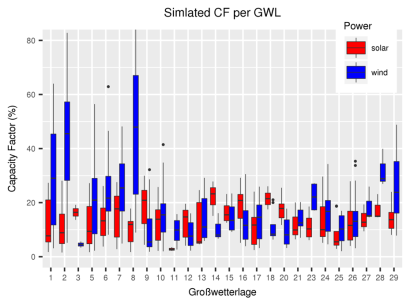 Simlated CF per GWL
Power
solar
wind
Capacity Factor (%)
80
60
40
20
0
1 2 3 4 5 6 7 8 9 10 11 12 13 14 15 16 17 18 20 21 22 23 24 25 26 27 28 29
Großwetterlage